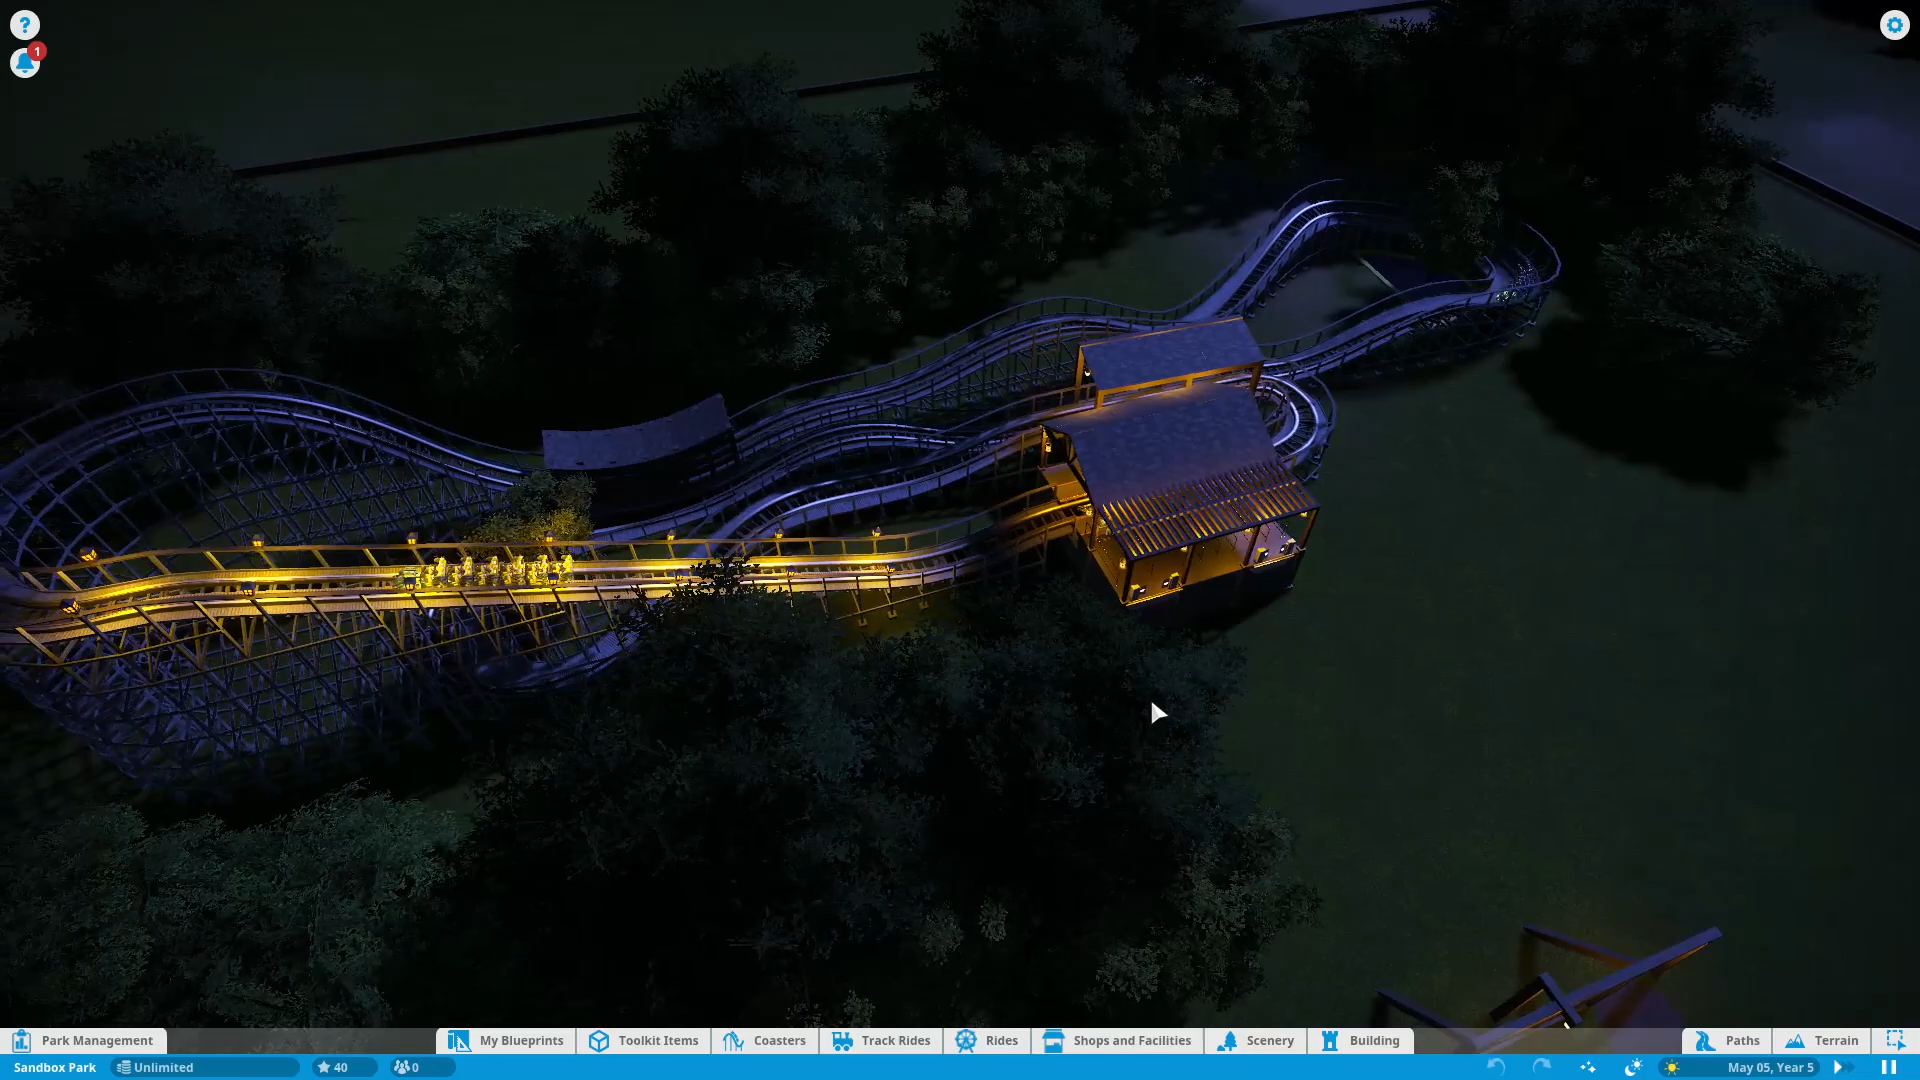 ?
1
Park Management
My Blueprints
Toolkit Items
Coasters
Track Rides
Rides
Shops and Facilities
Scenery
Building
Paths
Terrain
Sandbox Park
Unlimited
40
0
May 05, Year 5